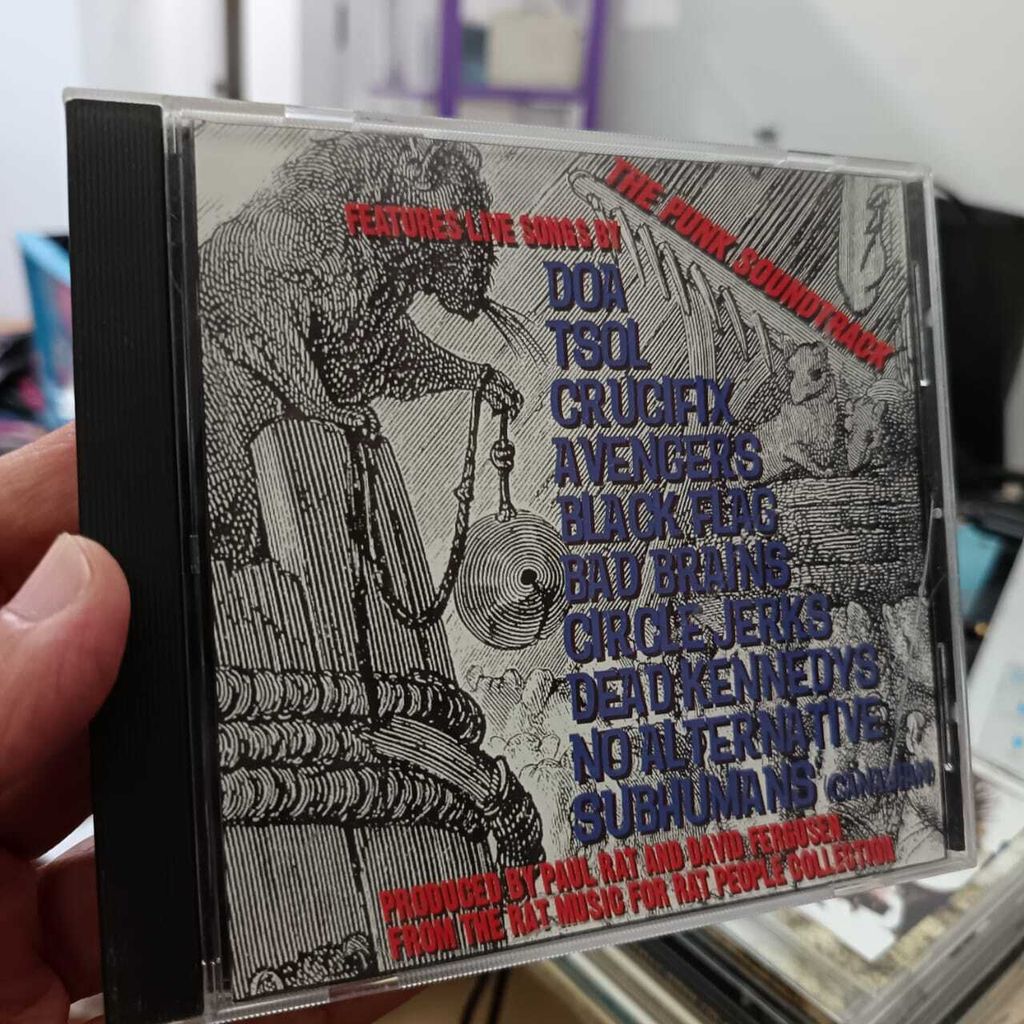 THE PUNK SOUNDTRACK
FEATURES LIVE SONGS BY
DOA
TSOL
CRUCIFIX
AVENGERS
BLACK FLAG
BAD BRAINS
CIRCLE JERKS
DEAD KENNEDYS
NO ALTERNATIVE
SUBHUMANS (CANADIAN)
PRODUCED BY PAUL RAT AND DAVID FERGUSEN
FROM THE RAT MUSIC FOR RAT PEOPLE COLLECTION